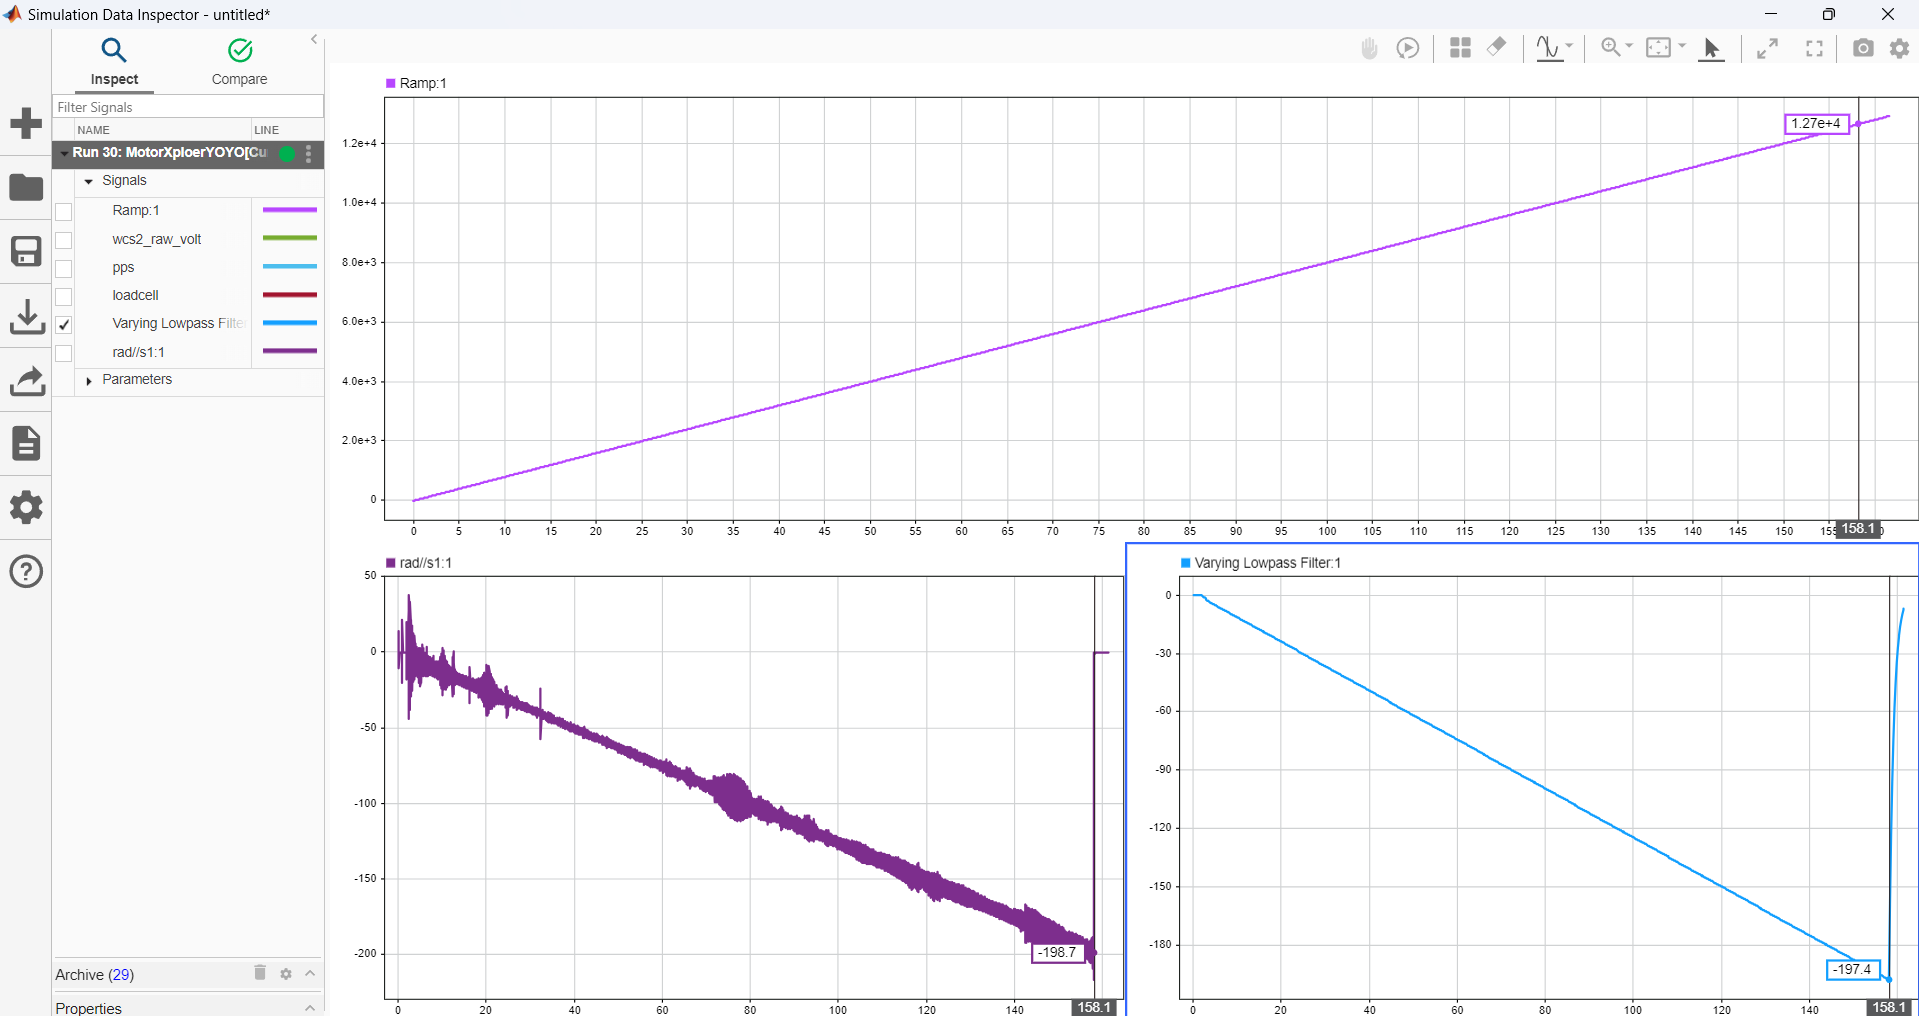 Simulation Data Inspector - untitled*
Inspect
Compare
Filter Signals
NAME
LINE
Run 30: MotorXploerYOYO[Cu
Signals
Ramp:1
wcs2_raw_volt
pps
loadcell
Varying Lowpass Filte
rad//s1:1
Parameters
Archive (29)
Properties
Ramp:1
1.2e+4
1.0e+4
8.0e+3
6.0e+3
4.0e+3
2.0e+3
0
1.27e+4
0 5 10 15 20 25 30 35 40 45 50 55 60 65 70 75 80 85 90 95 100 105 110 115 120 125 130 135 140 145 150 158.1
rad//s1:1
50
0
-50
-100
-150
-200
-198.7
0 20 40 60 80 100 120 140 158.1
Varying Lowpass Filter:1
0
-30
-60
-90
-120
-150
-180
-197.4
0 20 40 60 80 100 120 140 158.1